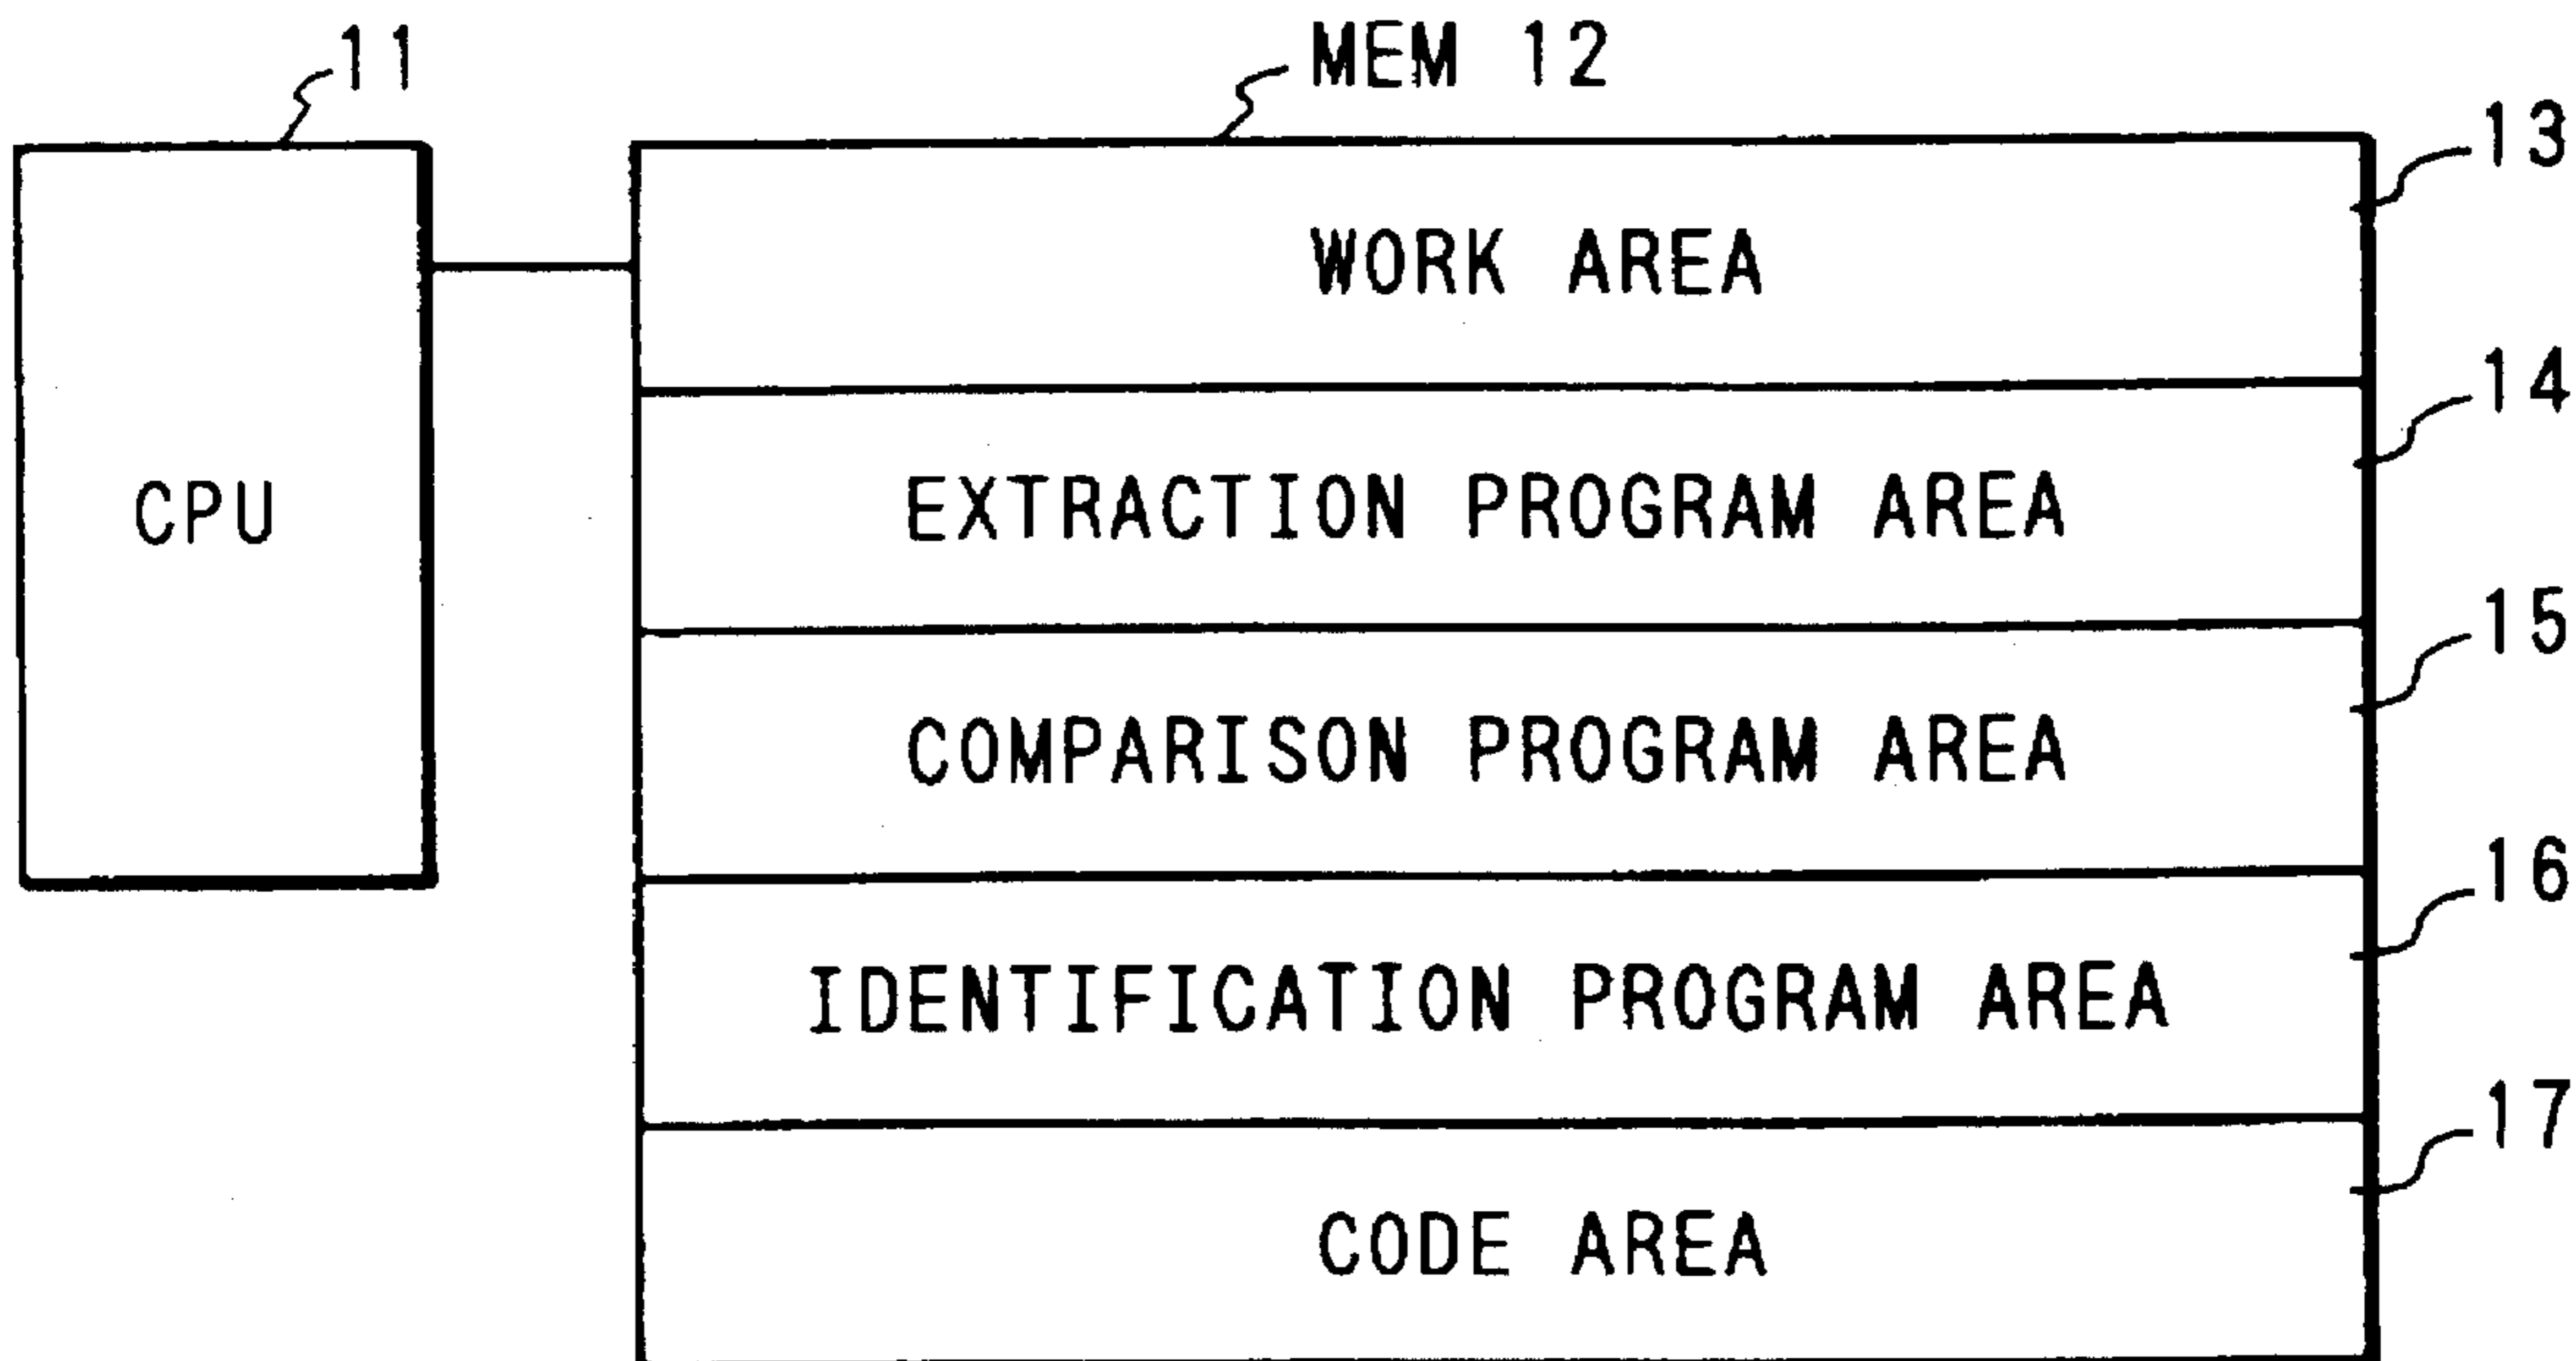 11
MEM 12
13
WORK AREA
14
CPU
EXTRACTION PROGRAM AREA
15
COMPARISON PROGRAM AREA
16
IDENTIFICATION PROGRAM AREA
17
CODE AREA